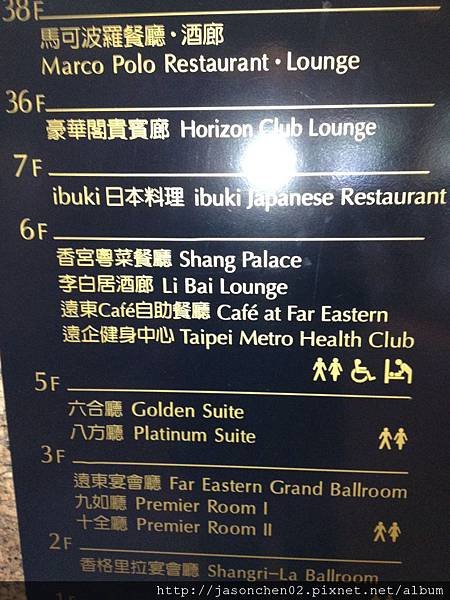 38F
馬可波羅餐廳·酒廊
Marco Polo Restaurant·Lounge
36F
豪華閣貴賓廊 Horizon Club Lounge
7F
ibuki日本料理 ibuki Japanese Restaurant
6F
香宮粵菜餐廳 Shang Palace
李白居酒廊 Li Bai Lounge
遠東Café自助餐廳 Café at Far Eastern
遠企健身中心 Taipei Metro Health Club
5F
六合廳 Golden Suite
八方廳 Platinum Suite
3F
遠東宴會廳 Far Eastern Grand Ballroom
九如廳 Premier Room I
十全廳 Premier Room II
2F
香格里拉宴會廳 Shangri-La Ballroom
http://jasonchen02.pixnet.net/album